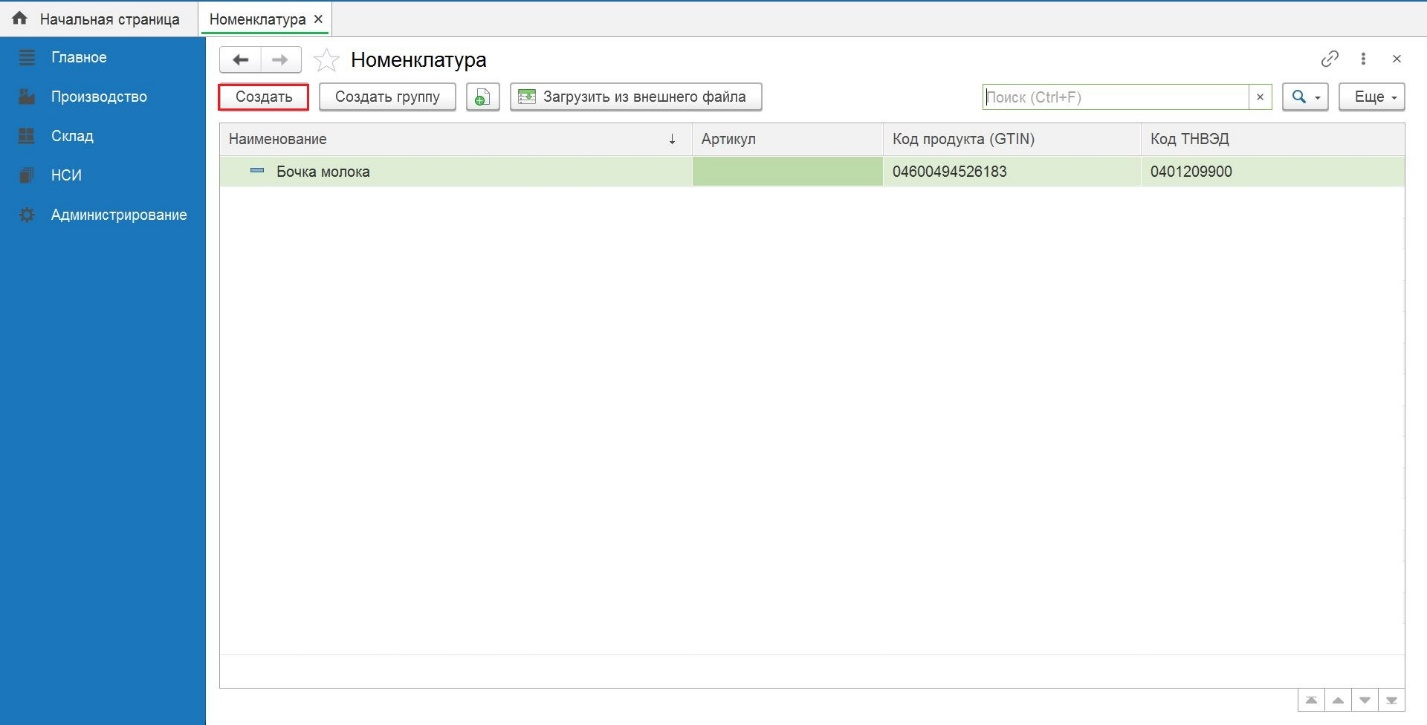 Начальная страница
Номенклатура ×
Главное
Производство
Склад
НСИ
Администрирование
Номенклатура
Создать
Создать группу
Загрузить из внешнего файла
Поиск (Ctrl+F)
Еще
Наименование ↓ Артикул Код продукта (GTIN) Код ТНВЭД
Бочка молока 04600494526183 0401209900